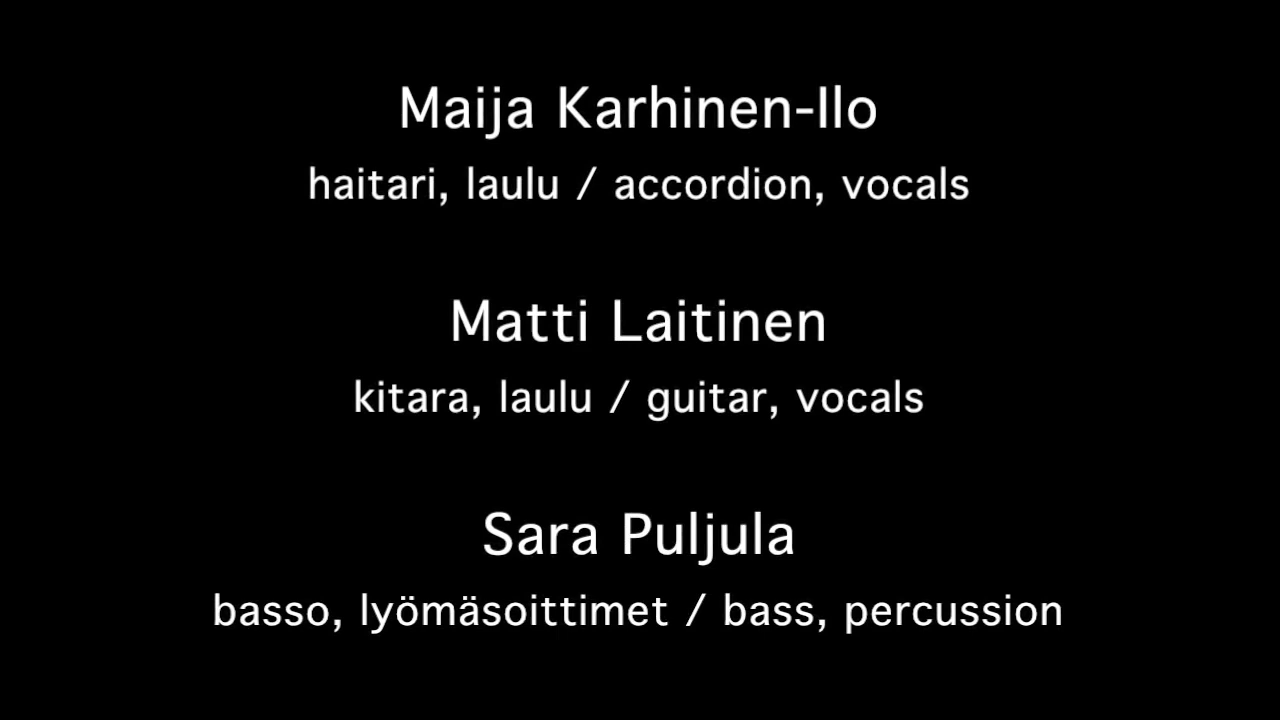 Maija Karhinen-Ilo
haitari, laulu / accordion, vocals
Matti Laitinen
kitara, laulu / guitar, vocals
Sara Puljula
basso, lyömäsoittimet / bass, percussion